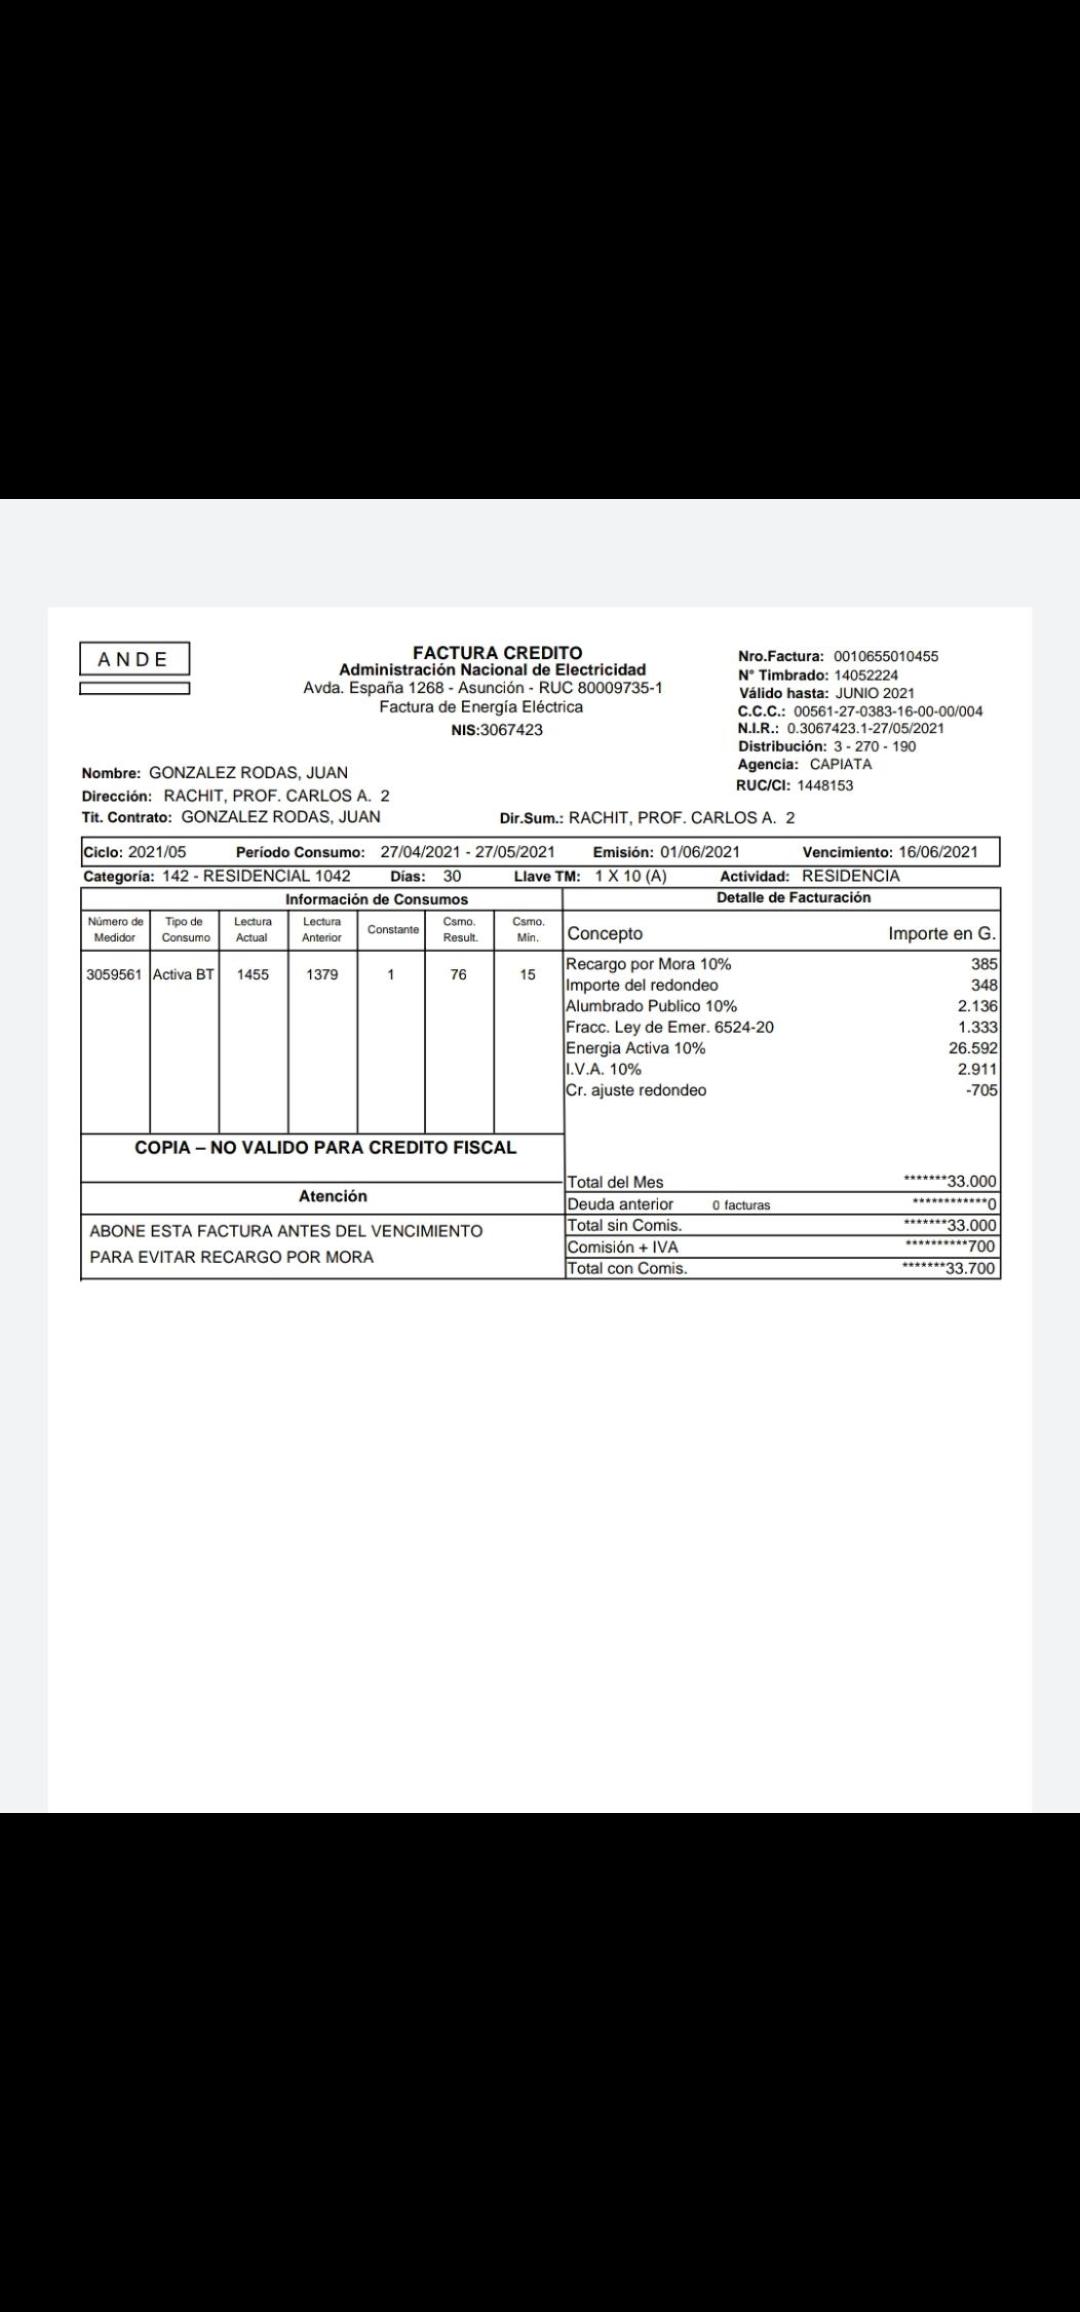 ANDE
FACTURA CREDITO
Administración Nacional de Electricidad
Avda. España 1268 - Asunción - RUC 80009735-1
Factura de Energía Eléctrica
NIS:3067423
Nro.Factura: 0010655010455
N° Timbrado: 14052224
Válido hasta: JUNIO 2021
C.C.C.: 00561-27-0383-16-00-00/004
N.I.R.: 0.3067423.1-27/05/2021
Distribución: 3 - 270 - 190
Agencia: CAPIATA
RUC/CI: 1448153
Nombre: GONZALEZ RODAS, JUAN
Dirección: RACHIT, PROF. CARLOS A. 2
Tit. Contrato: GONZALEZ RODAS, JUAN Dir.Sum.: RACHIT, PROF. CARLOS A. 2
Ciclo: 2021/05 Período Consumo: 27/04/2021 - 27/05/2021 Emisión: 01/06/2021 Vencimiento: 16/06/2021
Categoría: 142 - RESIDENCIAL 1042 Días: 30 Llave TM: 1 X 10 (A) Actividad: RESIDENCIA
Información de Consumos
Número de Medidor Tipo de Consumo Lectura Actual Lectura Anterior Constante Csmo. Result. Csmo. Mín.
3059561 Activa BT 1455 1379 1 76 15
COPIA – NO VALIDO PARA CREDITO FISCAL
Atención
ABONE ESTA FACTURA ANTES DEL VENCIMIENTO
PARA EVITAR RECARGO POR MORA
Detalle de Facturación
Concepto Importe en G.
Recargo por Mora 10% 385
Importe del redondeo 348
Alumbrado Publico 10% 2.136
Fracc. Ley de Emer. 6524-20 1.333
Energia Activa 10% 26.592
I.V.A. 10% 2.911
Cr. ajuste redondeo -705
Total del Mes *******33.000
Deuda anterior 0 facturas ************0
Total sin Comis. *******33.000
Comisión + IVA **********700
Total con Comis. *******33.700